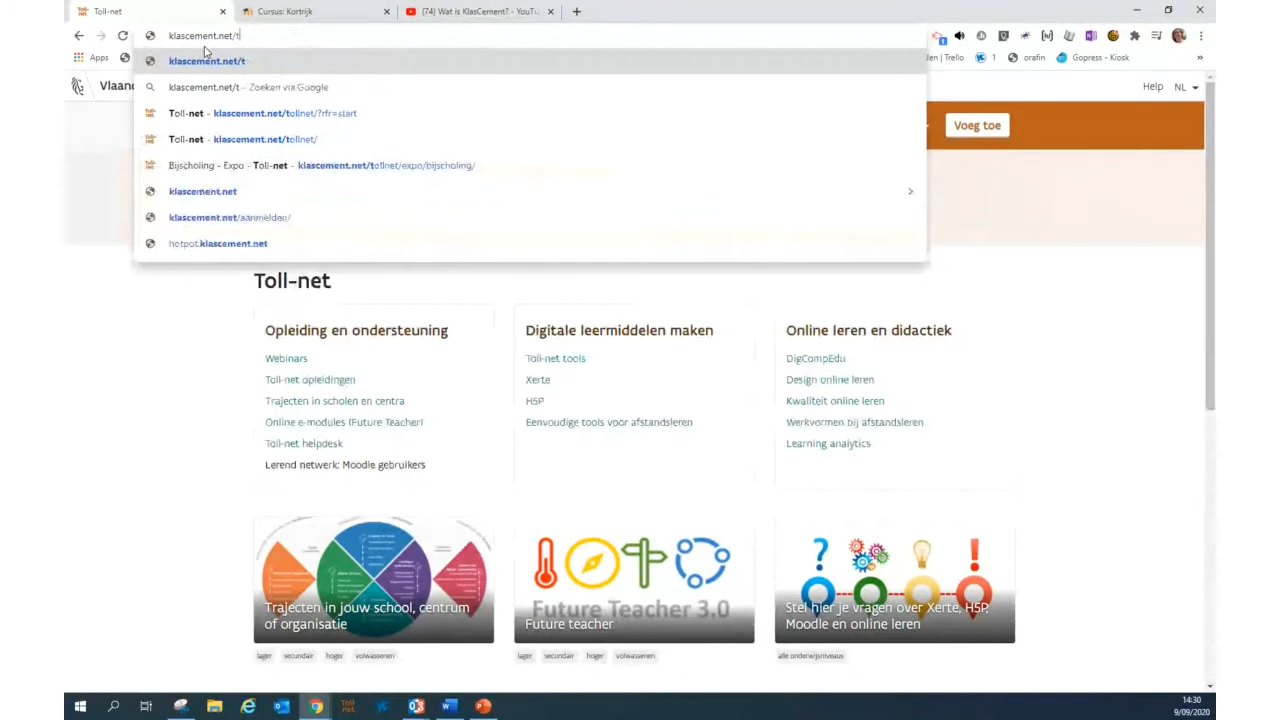 Toll-net
Cursus: Kortrijk
(74) Wat is KlasCement? - YouTu
klascement.net/t
klascement.net/t
klascement.net/t - Zoeken via Google
Toll-net - klascement.net/tollnet/?rfr=start
Toll-net - klascement.net/tollnet/
Bijscholing - Expo - Toll-net - klascement.net/tollnet/expo/bijscholing/
klascement.net
klascement.net/aanmelden/
hotpot.klascement.net
Apps
len | Trello
1
orafin
Gopress - Kiosk
»
Vlaan
Help NL
Voeg toe
Toll-net
Opleiding en ondersteuning
Webinars
Toll-net opleidingen
Trajecten in scholen en centra
Online e-modules (Future Teacher)
Toll-net helpdesk
Lerend netwerk: Moodle gebruikers
Digitale leermiddelen maken
Toll-net tools
Xerte
H5P
Eenvoudige tools voor afstandsleren
Online leren en didactiek
DigCompEdu
Design online leren
Kwaliteit online leren
Werkvormen bij afstandsleren
Learning analytics
Trajecten in jouw school, centrum
of organisatie
lager secundair hoger volwassenen
Future Teacher 3.0
Future teacher
lager secundair hoger volwassenen
Stel hier je vragen over Xerte, H5P,
Moodle en online leren
alle onderwijsniveaus
14:30
9/09/2020